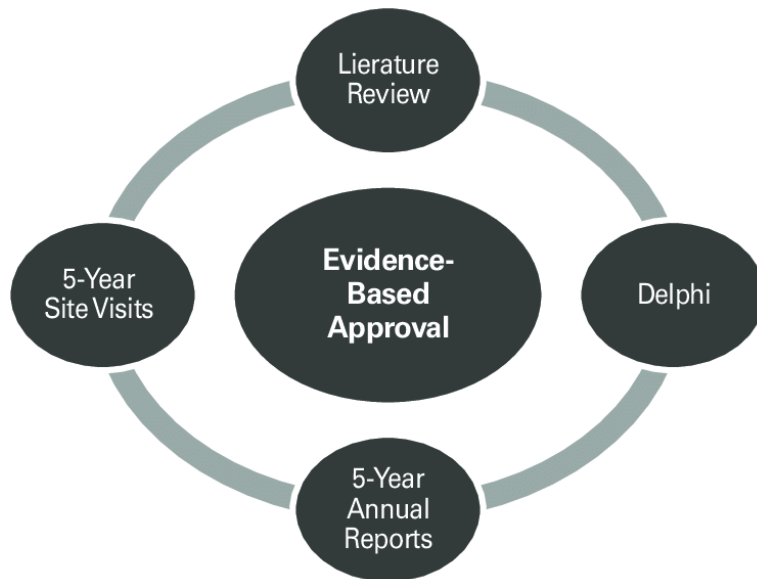 Lierature
Review
5-Year
Site Visits
Evidence-
Based
Approval
Delphi
5-Year
Annual
Reports